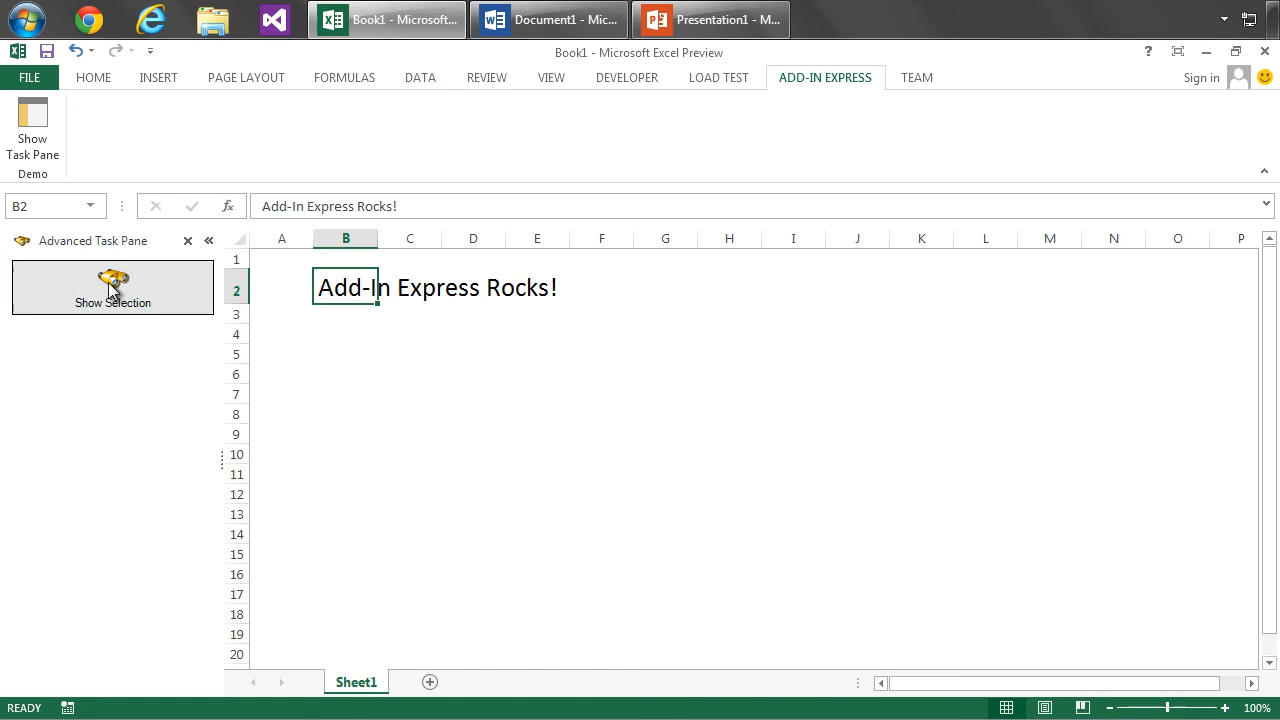 Book1 - Microsoft...
Document1 - Mic...
Presentation1 - M...
Book1 - Microsoft Excel Preview
?
FILE HOME INSERT PAGE LAYOUT FORMULAS DATA REVIEW VIEW DEVELOPER LOAD TEST ADD-IN EXPRESS TEAM Sign in
Show
Task Pane
Demo
B2 fx Add-In Express Rocks!
Advanced Task Pane
Show Selection
A B C D E F G H I J K L M N O P
1
2 Add-In Express Rocks!
3
4
5
6
7
8
9
10
11
12
13
14
15
16
17
18
19
20
Sheet1
READY 100%